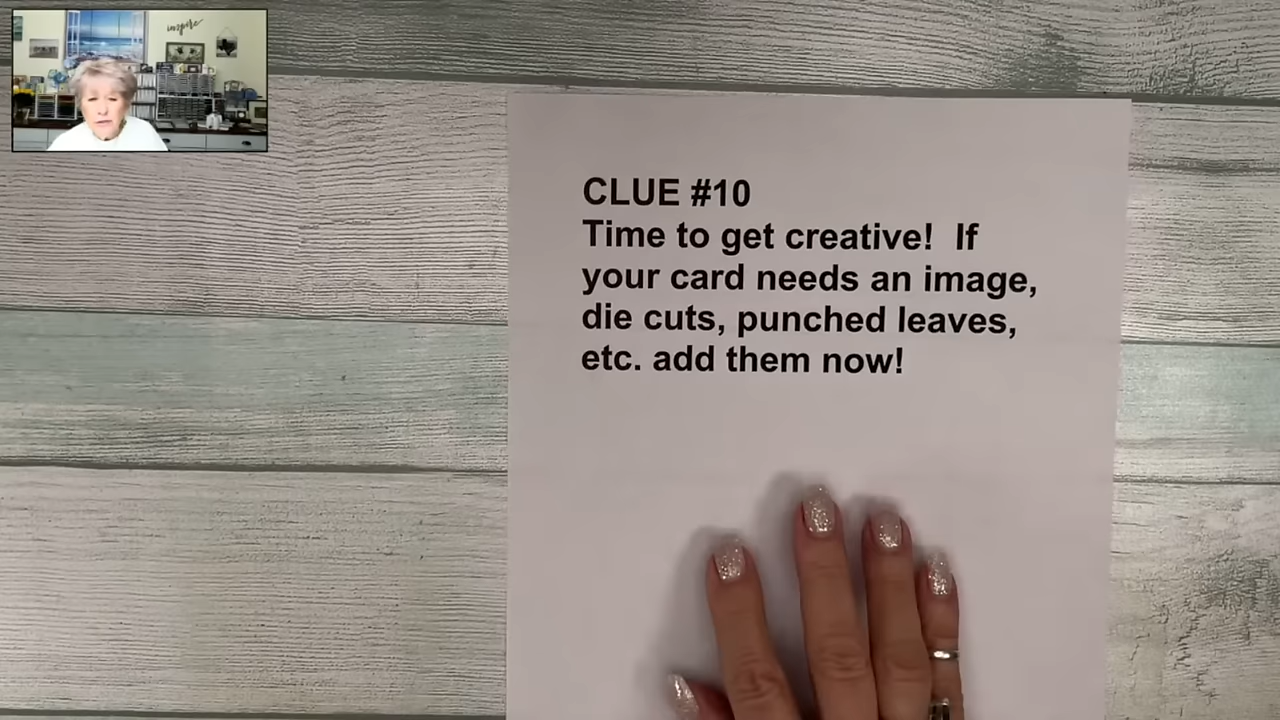 inspire
CLUE #10
Time to get creative!  If
your card needs an image,
die cuts, punched leaves,
etc. add them now!